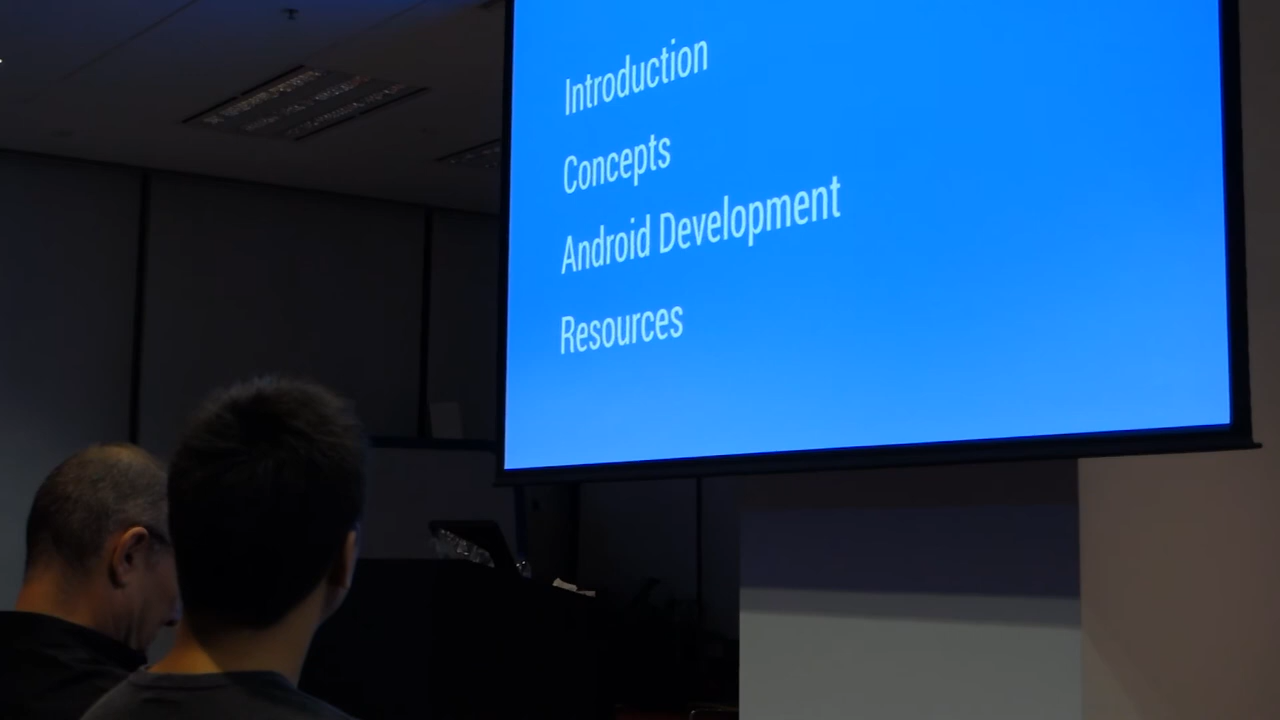 Introduction
Concepts
Android Development
Resources